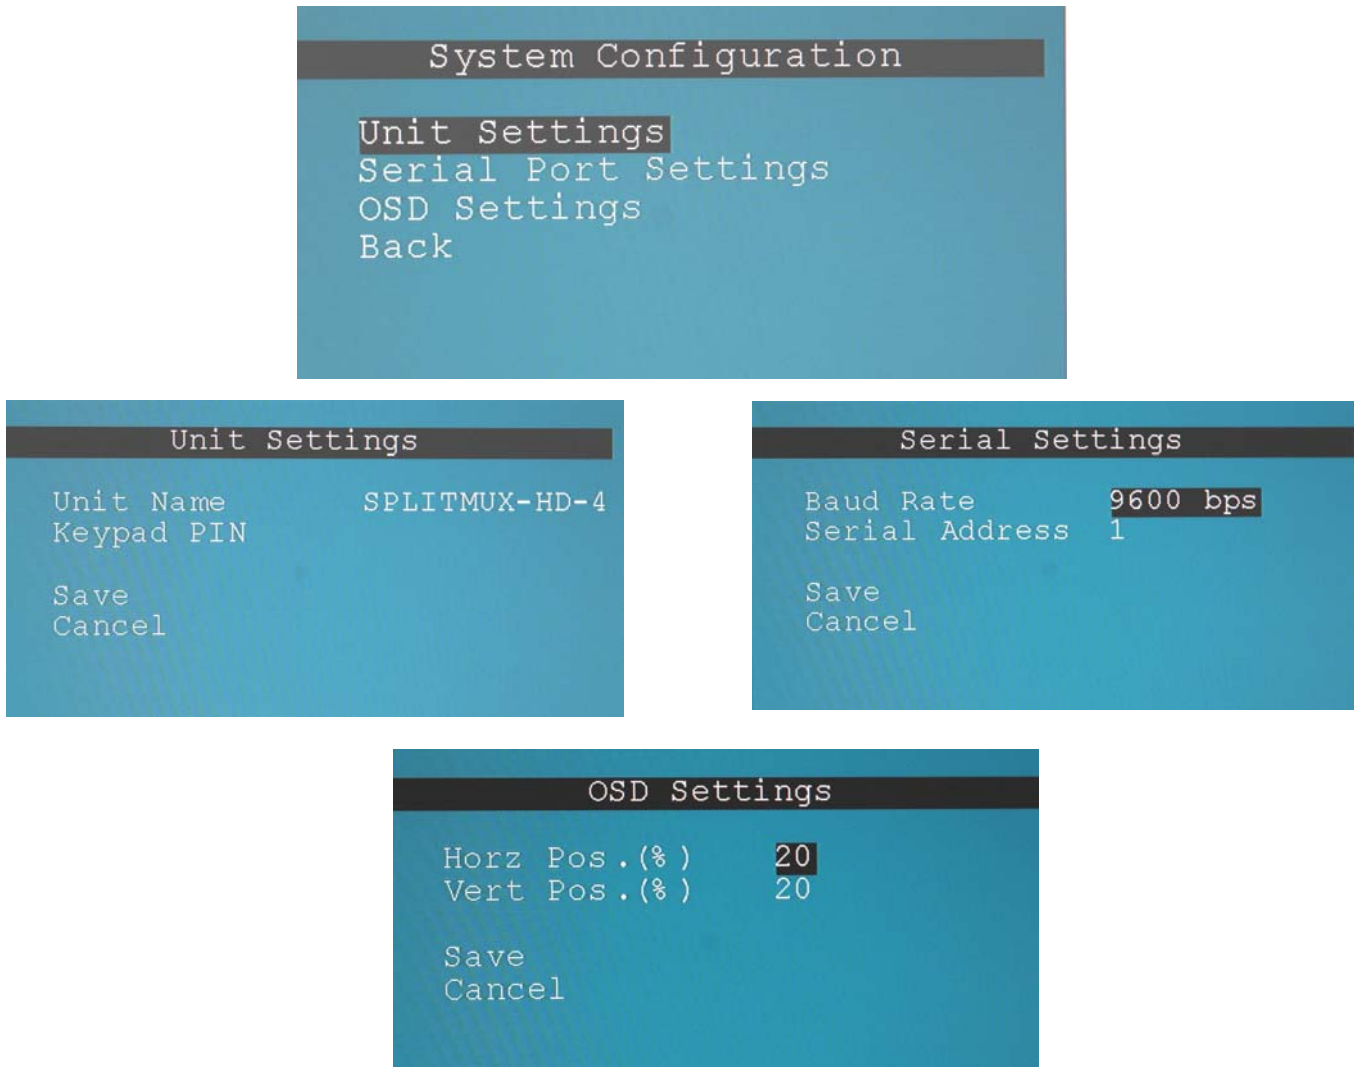 System Configuration
Unit Settings
Serial Port Settings
OSD Settings
Back
Unit Settings
Unit Name SPLITMUX-HD-4
Keypad PIN
Save
Cancel
Serial Settings
Baud Rate 9600 bps
Serial Address 1
Save
Cancel
OSD Settings
Horz Pos.(%) 20
Vert Pos.(%) 20
Save
Cancel